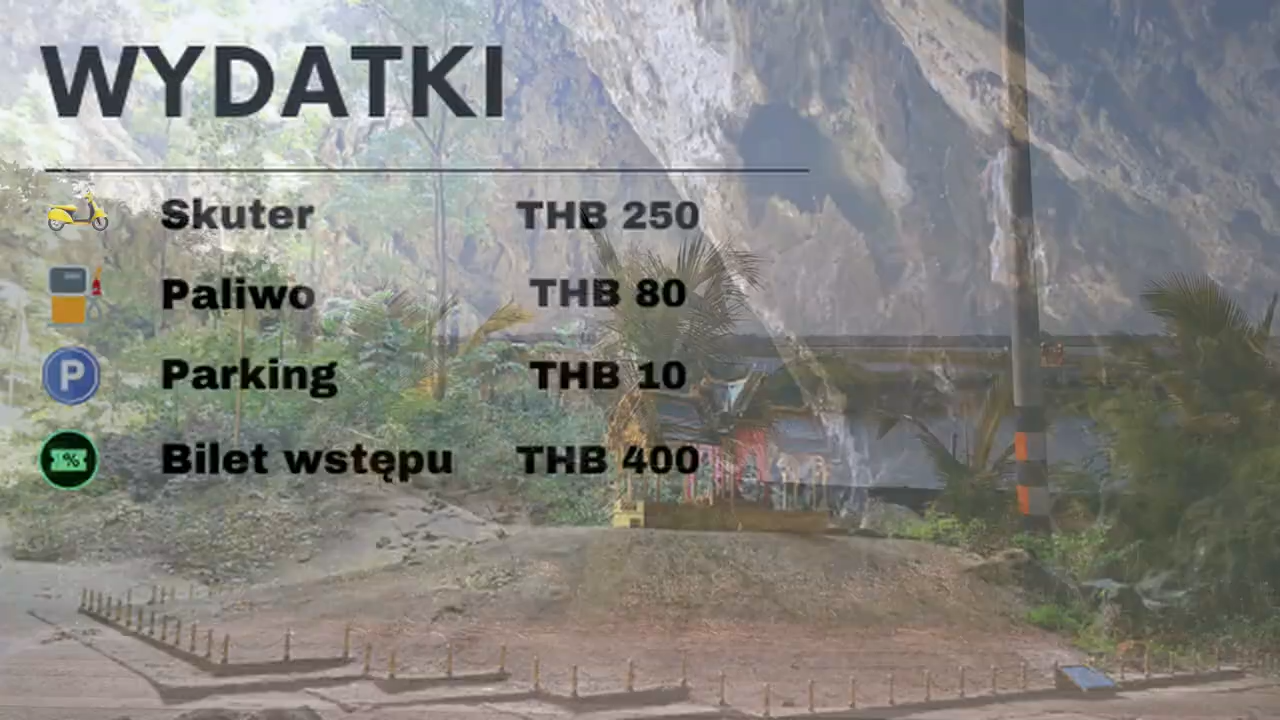 WYDATKI
Skuter THB 250
Paliwo THB 80
P Parking THB 10
% Bilet wstępu THB 400